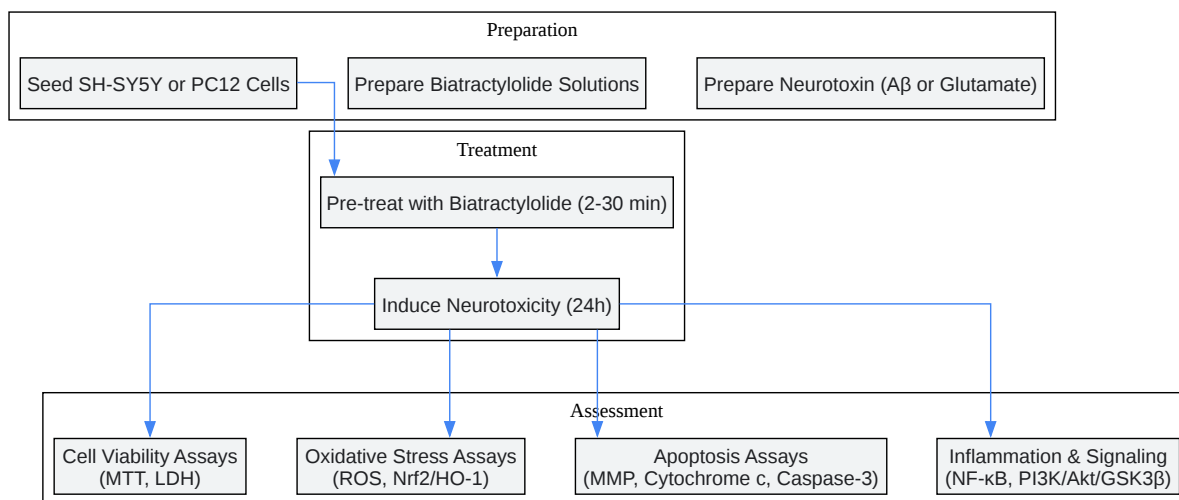 Preparation
Seed SH-SY5Y or PC12 Cells
Prepare Biatractylolide Solutions
Prepare Neurotoxin (Aβ or Glutamate)
Treatment
Pre-treat with Biatractylolide (2-30 min)
Induce Neurotoxicity (24h)
Assessment
Cell Viability Assays
(MTT, LDH)
Oxidative Stress Assays
(ROS, Nrf2/HO-1)
Apoptosis Assays
(MMP, Cytochrome c, Caspase-3)
Inflammation & Signaling
(NF-κB, PI3K/Akt/GSK3β)